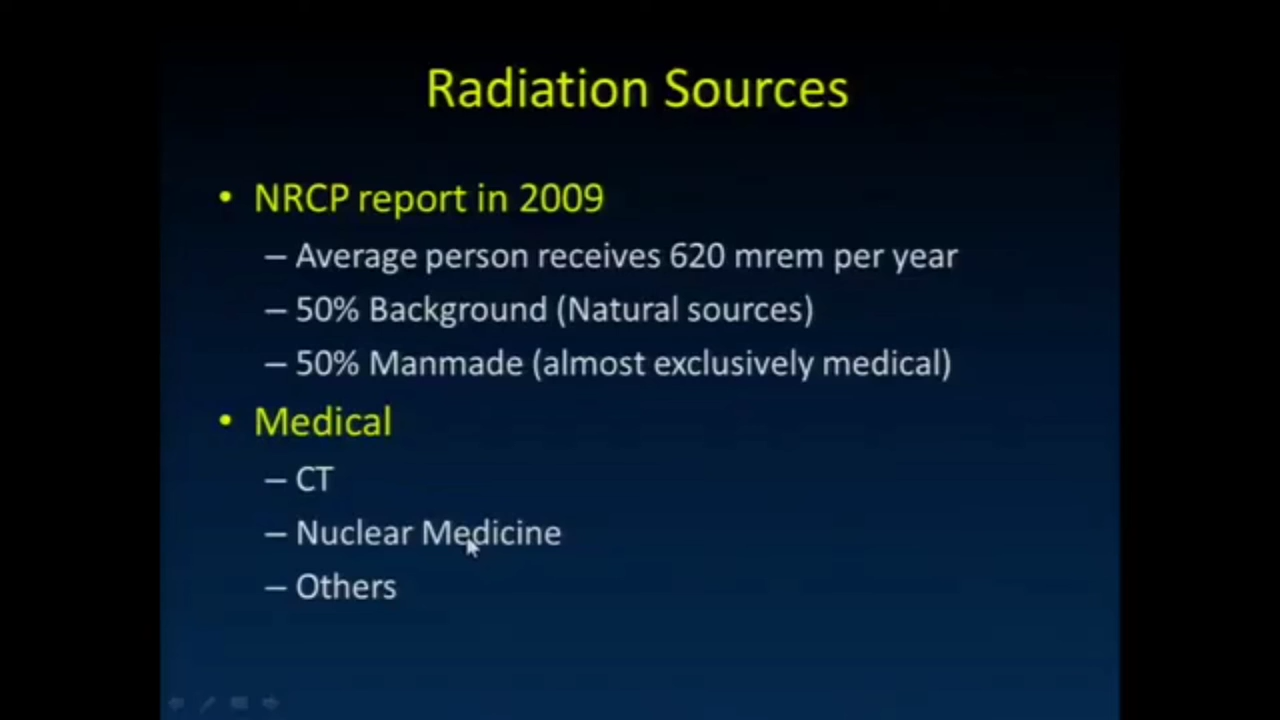 Radiation Sources
• NRCP report in 2009
– Average person receives 620 mrem per year
– 50% Background (Natural sources)
– 50% Manmade (almost exclusively medical)
• Medical
– CT
– Nuclear Medicine
– Others